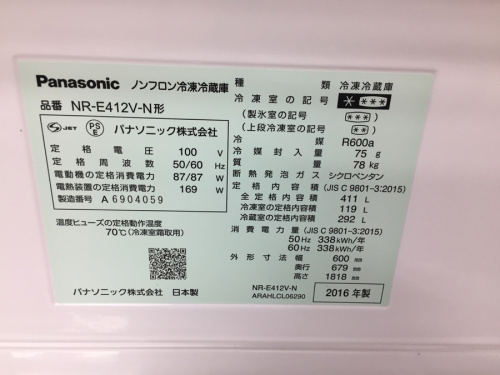 Panasonic ノンフロン冷凍冷蔵庫
品番 NR-E412V-N形
JET PS E パナソニック株式会社
定格電圧 100 V
定格周波数 50/60 Hz
電動機の定格消費電力 87/87 W
電熱装置の定格消費電力 169 W
製造番号 A 6904059
温度ヒューズの定格動作温度
70℃(冷凍室霜取用)
パナソニック株式会社 日本製
種類 冷凍冷蔵庫
冷凍室の記号 * ***
(製氷室の記号 ***)
(上段冷凍室の記号 **)
冷媒 R600a
冷媒封入量 75 g
質量 78 kg
断熱発泡ガス シクロペンタン
定格内容積 (JIS C 9801-3:2015)
全定格内容積 411 L
冷凍室の定格内容積 119 L
冷蔵室の定格内容積 292 L
消費電力量 (JIS C 9801-3:2015)
50Hz 338kWh/年
60Hz 338kWh/年
外形寸法 幅 600 mm
奥行 679 mm
高さ 1818 mm
NR-E412V-N
ARAHLCL06290
2016年製